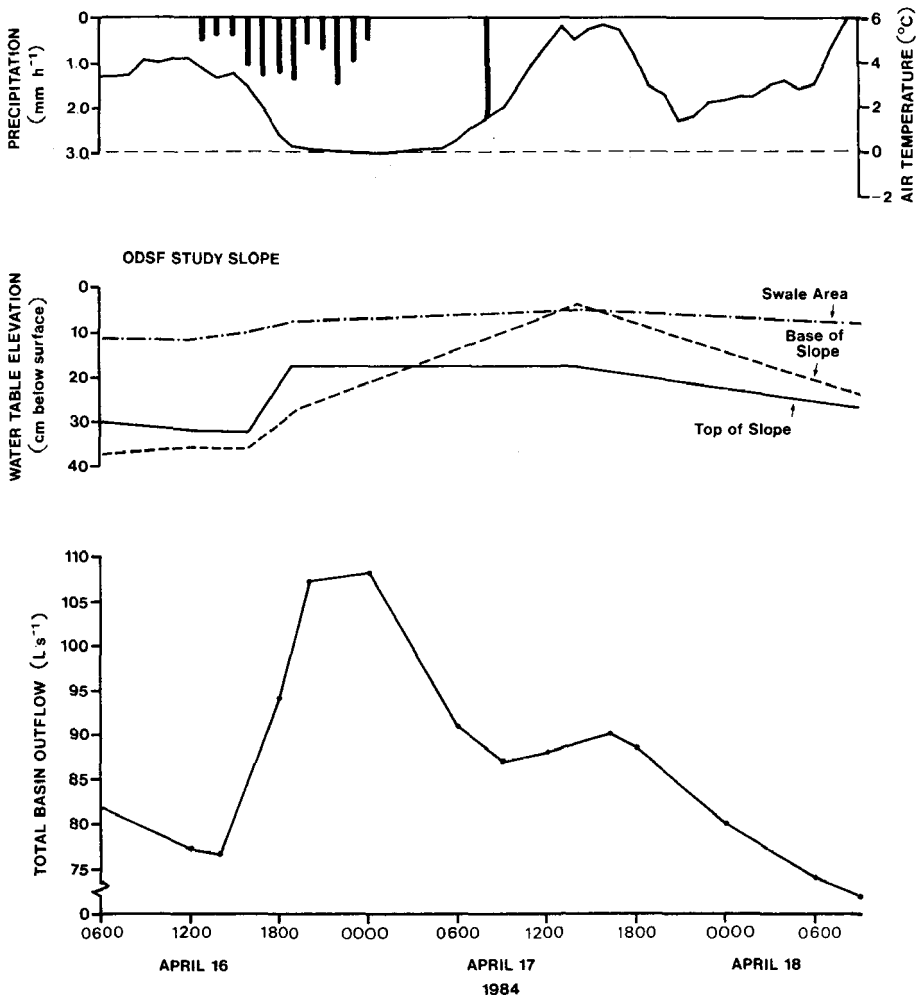 PRECIPITATION
(mm h⁻¹)
0
1.0
2.0
3.0
6
4
2
0
-2
AIR TEMPERATURE (°C)
ODSF STUDY SLOPE
WATER TABLE ELEVATION
(cm below surface)
0
10
20
30
40
Swale Area
Base of
Slope
Top of Slope
TOTAL BASIN OUTFLOW (L s⁻¹)
110
105
100
95
90
85
80
75
0
0600 1200 1800 0000 0600 1200 1800 0000 0600
APRIL 16 APRIL 17 APRIL 18
1984